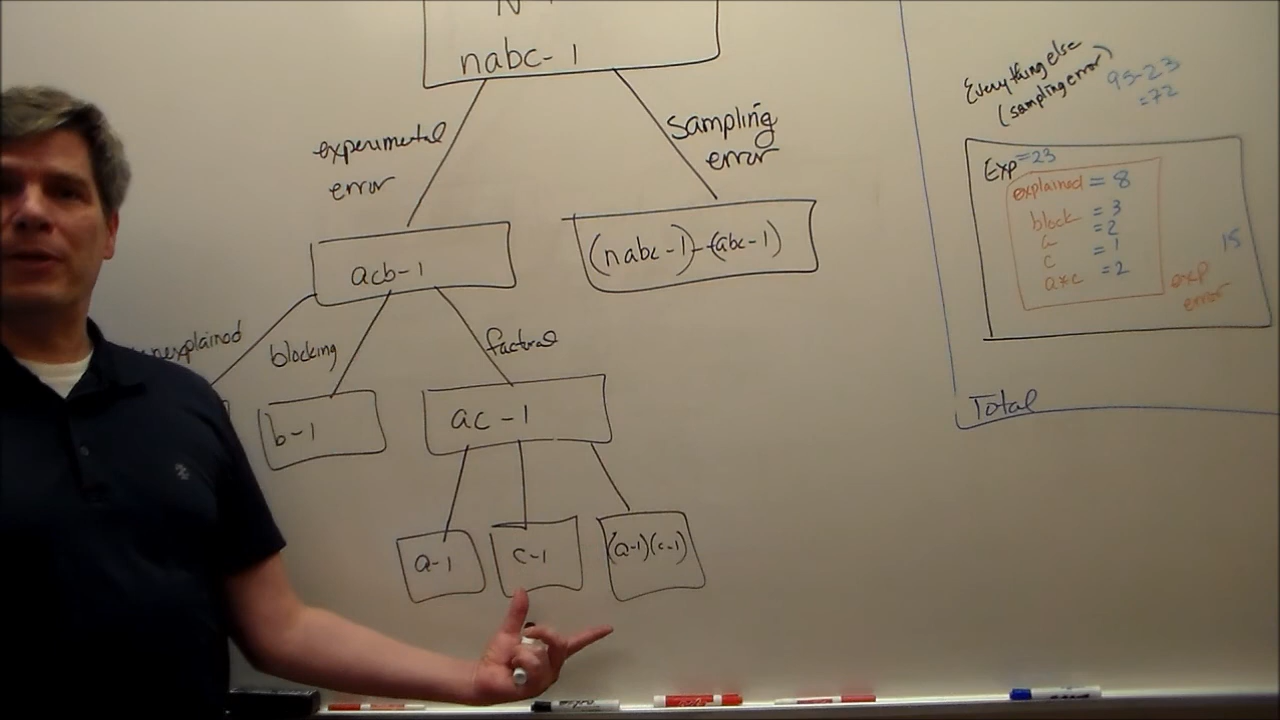 nabc-1
experimental
error
sampling
error
acb-1
(nabc-1)-(abc-1)
unexplained
blocking
factoral
b-1
ac-1
a-1
c-1
(a-1)(c-1)
Everything else
(sampling error)
95-23
=72
Exp=23
explained = 8
block = 3
a = 2
c = 1
a*c = 2
15
exp
error
Total